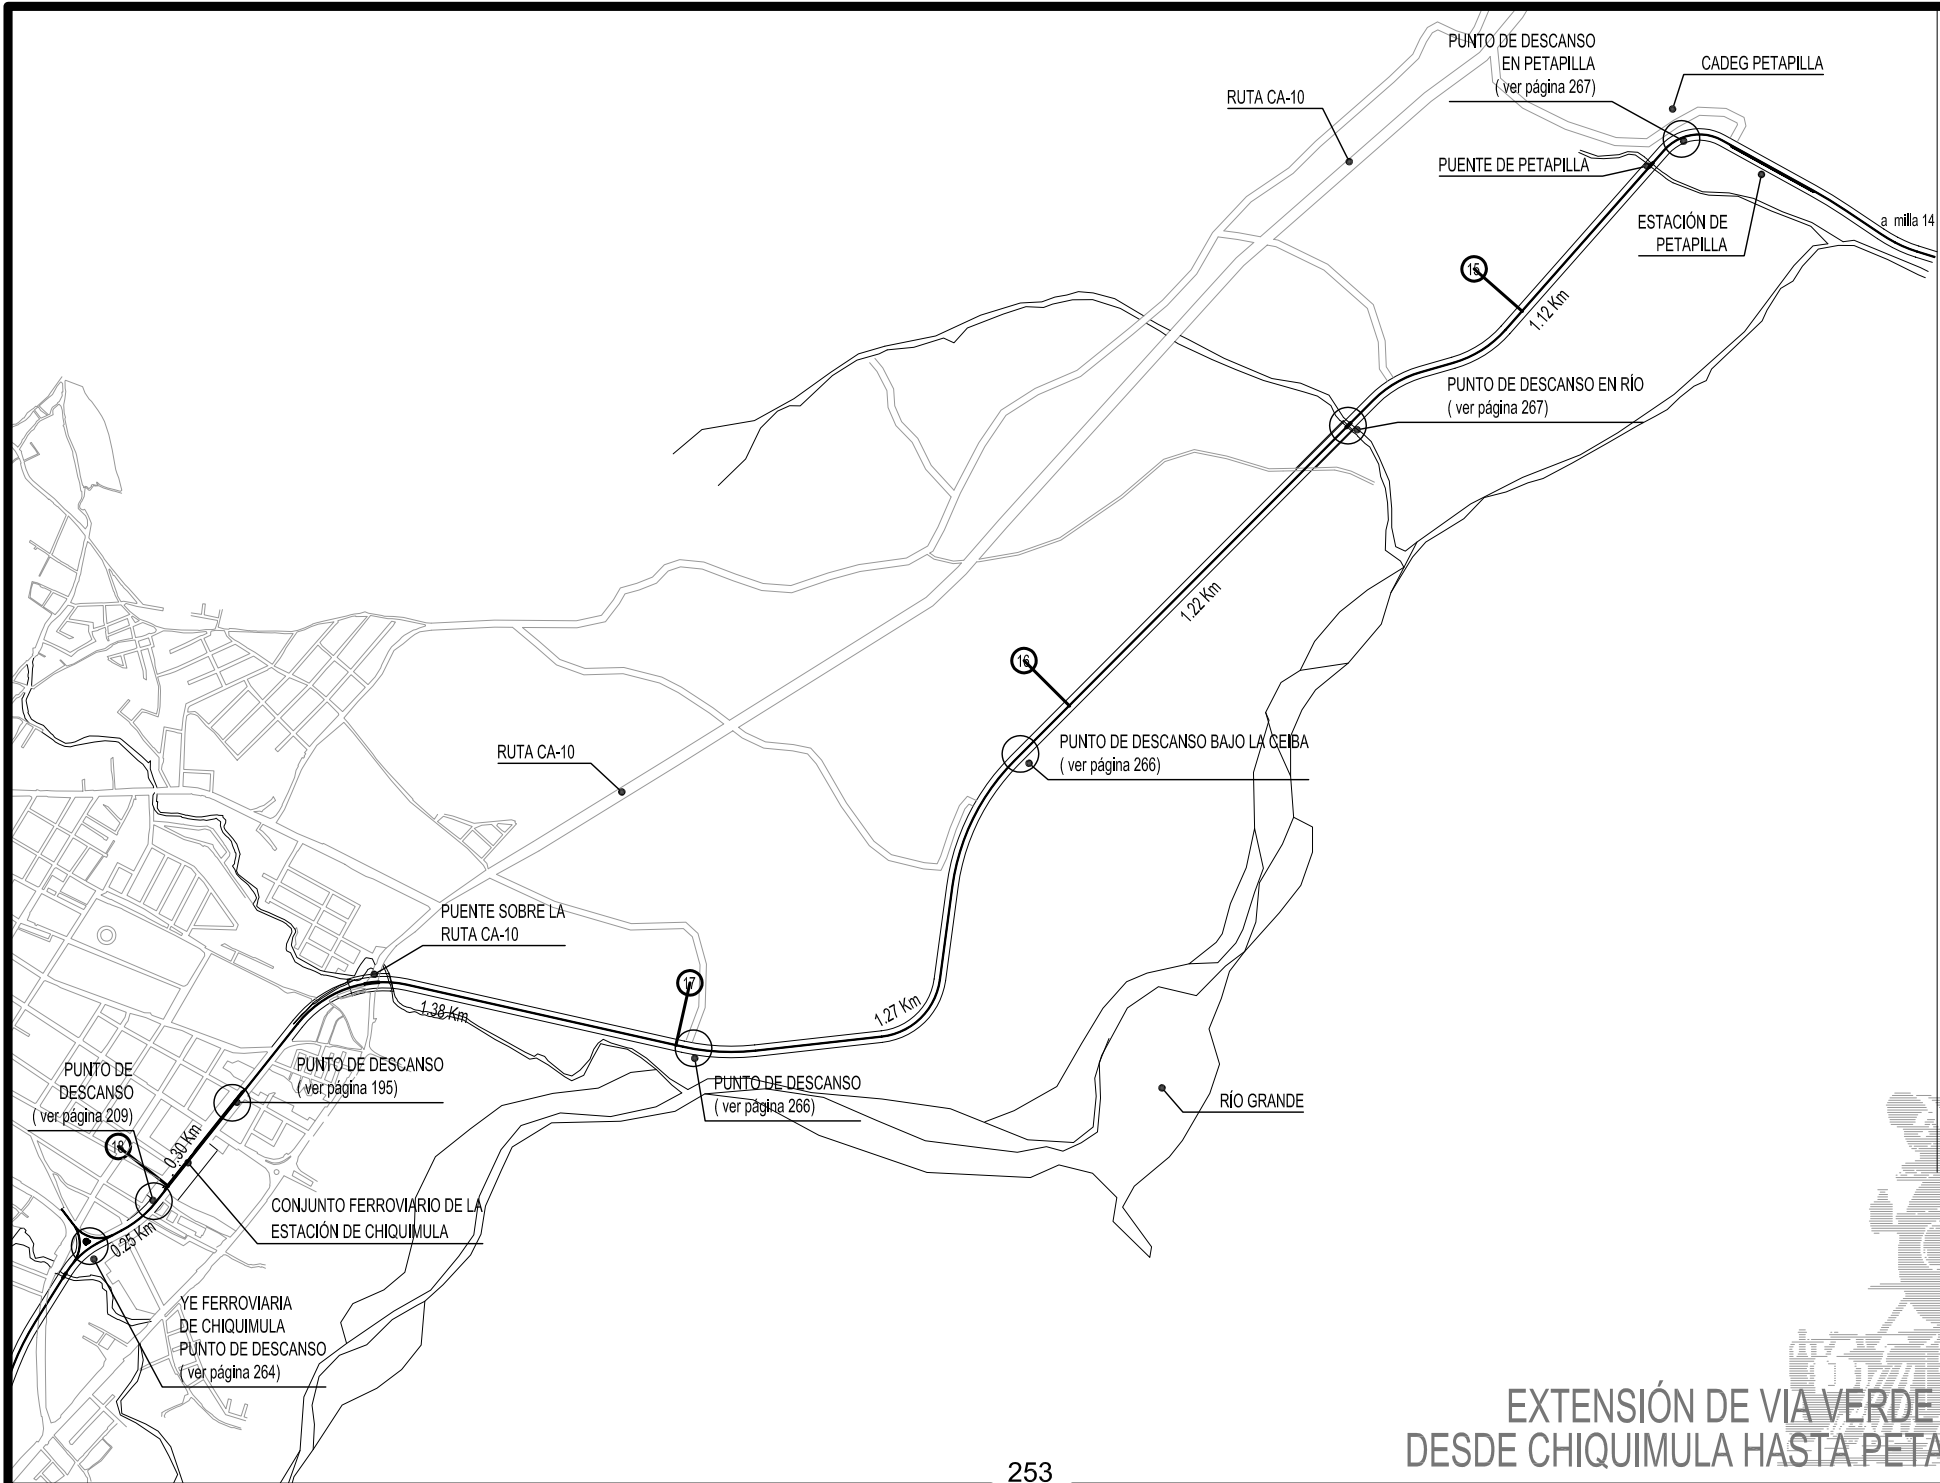 PUNTO DE DESCANSO
EN PETAPILLA
( ver página 267)
CADEG PETAPILLA
RUTA CA-10
PUENTE DE PETAPILLA
ESTACIÓN DE
PETAPILLA
a milla 14
15
1.12 Km
PUNTO DE DESCANSO EN RÍO
( ver página 267)
1.22 Km
16
PUNTO DE DESCANSO BAJO LA CEIBA
( ver página 266)
RUTA CA-10
PUENTE SOBRE LA
RUTA CA-10
17
1.38 Km
1.27 Km
PUNTO DE
DESCANSO
( ver página 209)
PUNTO DE DESCANSO
( ver página 195)
PUNTO DE DESCANSO
( ver página 266)
RÍO GRANDE
18
0.30 Km
CONJUNTO FERROVIARIO DE LA
ESTACIÓN DE CHIQUIMULA
0.25 Km
YE FERROVIARIA
DE CHIQUIMULA
PUNTO DE DESCANSO
( ver página 264)
EXTENSIÓN DE VIA VERDE
DESDE CHIQUIMULA HASTA PETA
253